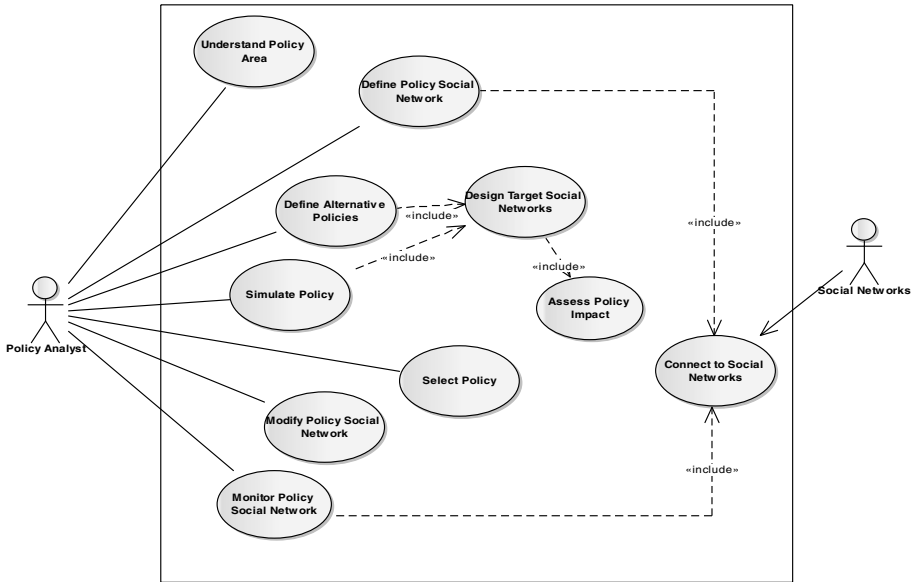 Understand Policy
Area
Define Policy Social
Network
Define Alternative
Policies
«include»
Design Target Social
Networks
«include»
«include»
Simulate Policy
«include»
Assess Policy
Impact
Social Networks
Policy Analyst
Connect to Social
Networks
Select Policy
Modify Policy Social
Network
«include»
Monitor Policy
Social Network